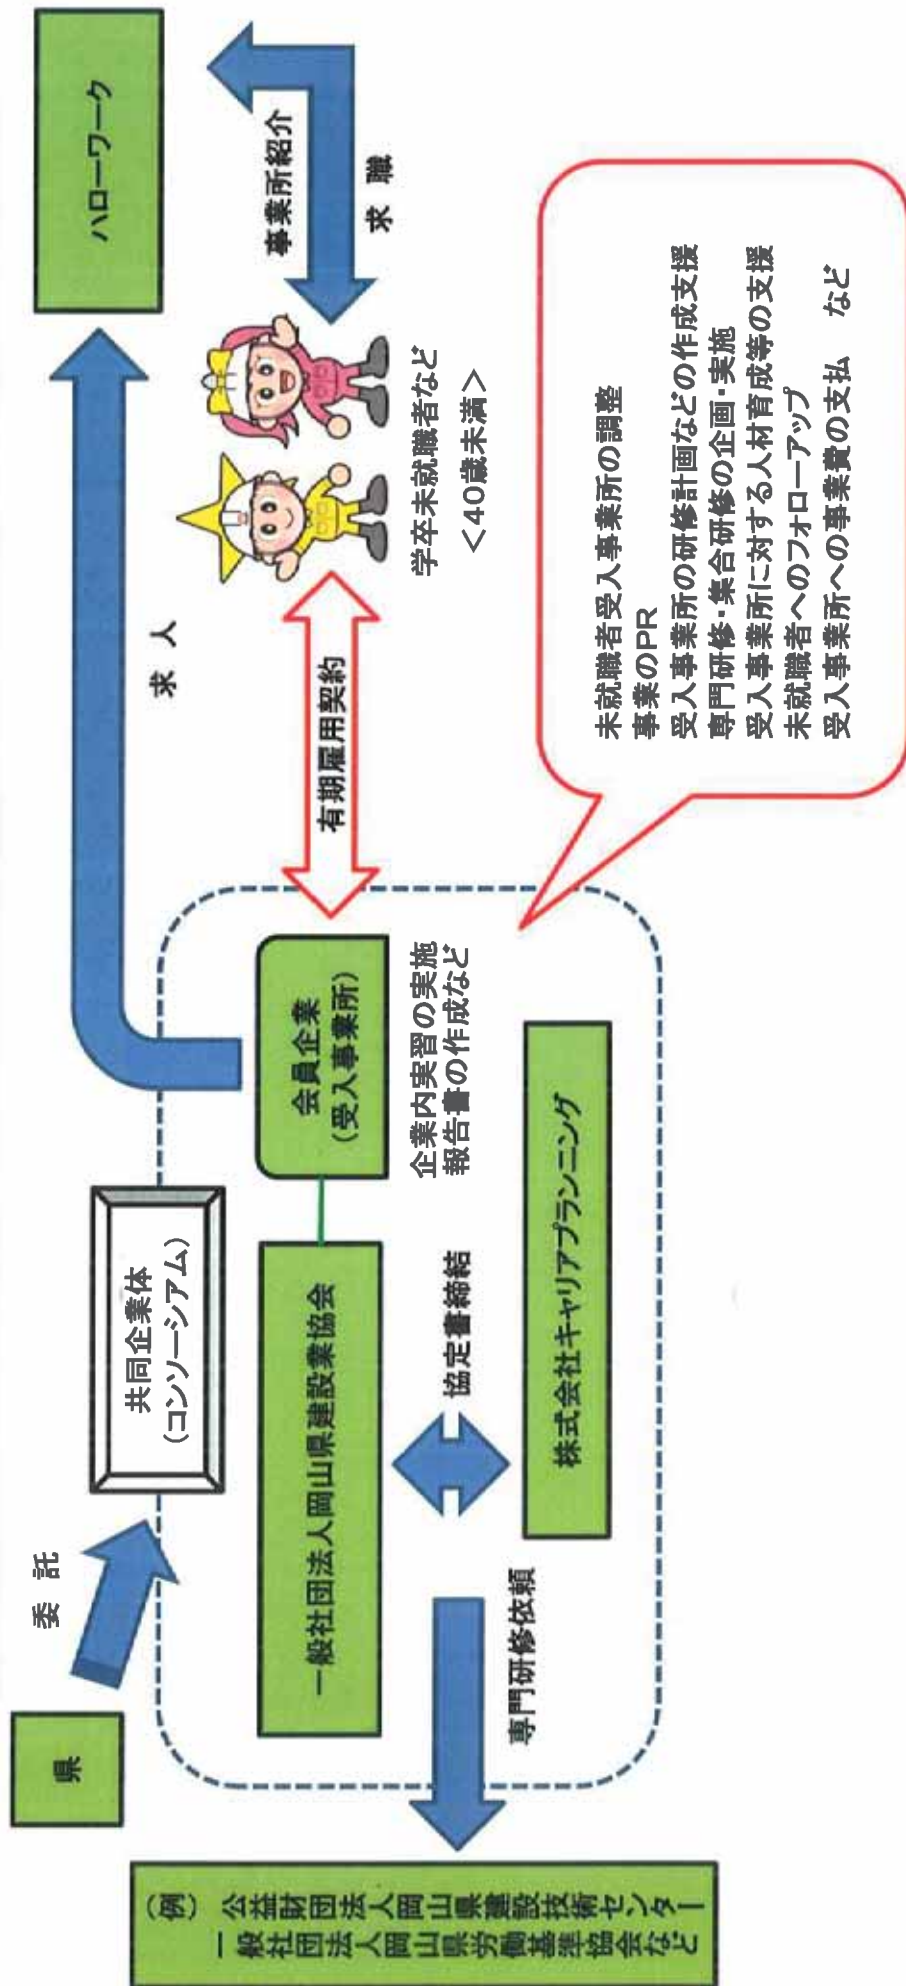 県
委 託
共同企業体
(コンソーシアム)
求 人
ハローワーク
一般社団法人岡山県建設業協会
会員企業
(受入事業所)
有期雇用契約
事業所紹介
求 職
学卒未就職者など
<40歳未満>
企業内実習の実施
報告書の作成など
協定書締結
専門研修依頼
株式会社キャリアプランニング
(例) 公益財団法人岡山県建設技術センター
一般社団法人岡山県労働基準協会など
未就職者受入事業所の調整
事業のPR
受入事業所の研修計画などの作成支援
専門研修・集合研修の企画・実施
受入事業所に対する人材育成等の支援
未就職者へのフォローアップ
受入事業所への事業費の支払 など